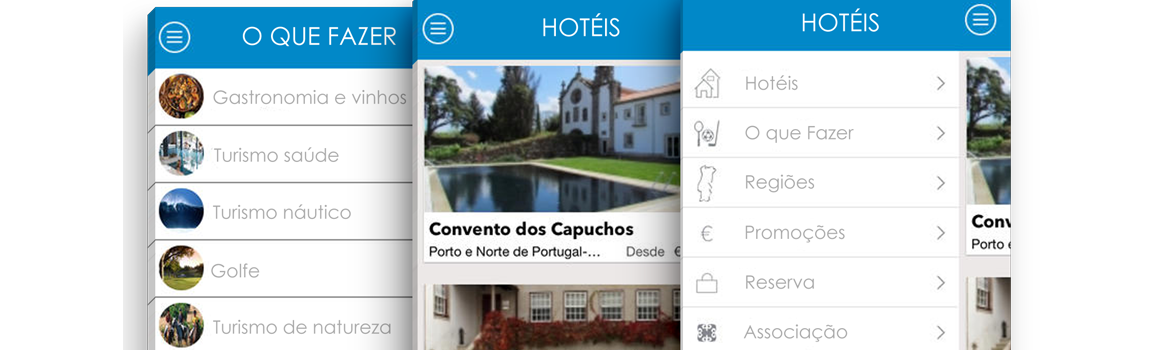 O QUE FAZER
Gastronomia e vinhos
Turismo saúde
Turismo náutico
Golfe
Turismo de natureza
HOTÉIS
Convento dos Capuchos
Porto e Norte de Portugal-... Desde €
HOTÉIS
Hotéis
O que Fazer
Regiões
€ Promoções
Reserva
Associação
Conv
Porto e